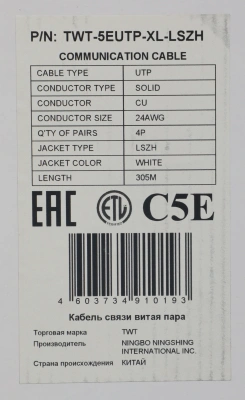 P/N: TWT-5EUTP-XL-LSZH
COMMUNICATION CABLE
CABLE TYPE UTP
CONDUCTOR TYPE SOLID
CONDUCTOR CU
CONDUCTOR SIZE 24AWG
Q'TY OF PAIRS 4P
JACKET TYPE LSZH
JACKET COLOR WHITE
LENGTH 305M
EAC ETL C5E
4 603734 910193
Кабель связи витая пара
Торговая марка TWT
Производитель NINGBO NINGSHING
INTERNATIONAL INC.
Страна происхождения КИТАЙ